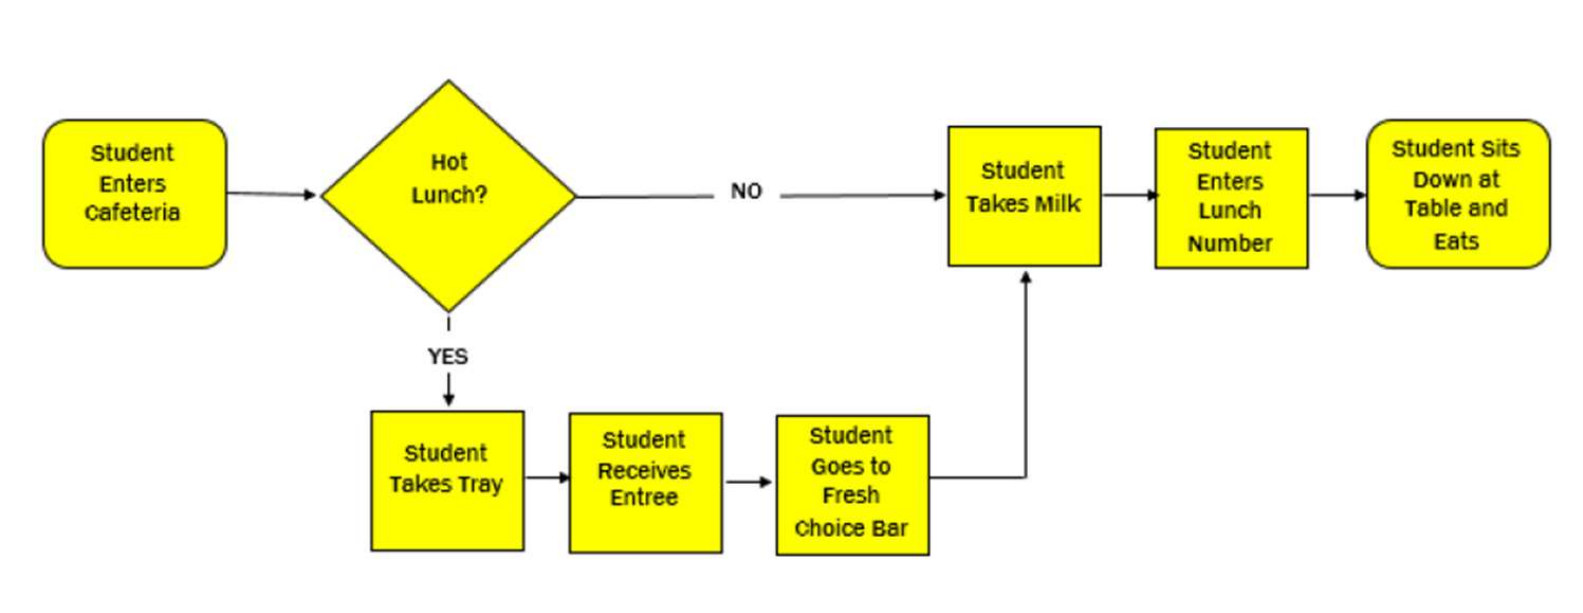 Student
Enters
Cafeteria
Hot
Lunch?
NO
Student
Takes Milk
Student
Enters
Lunch
Number
Student Sits
Down at
Table and
Eats
YES
Student
Takes Tray
Student
Receives
Entree
Student
Goes to
Fresh
Choice Bar